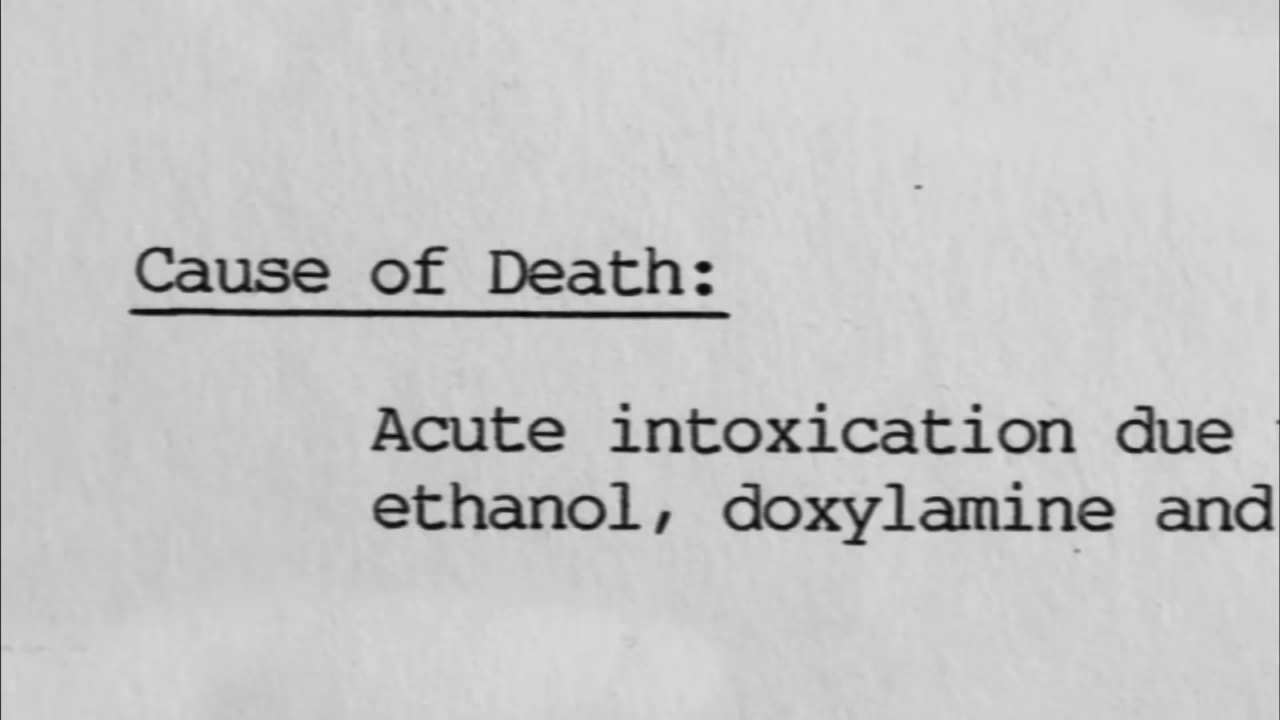 Cause of Death:
Acute intoxication due
ethanol, doxylamine and